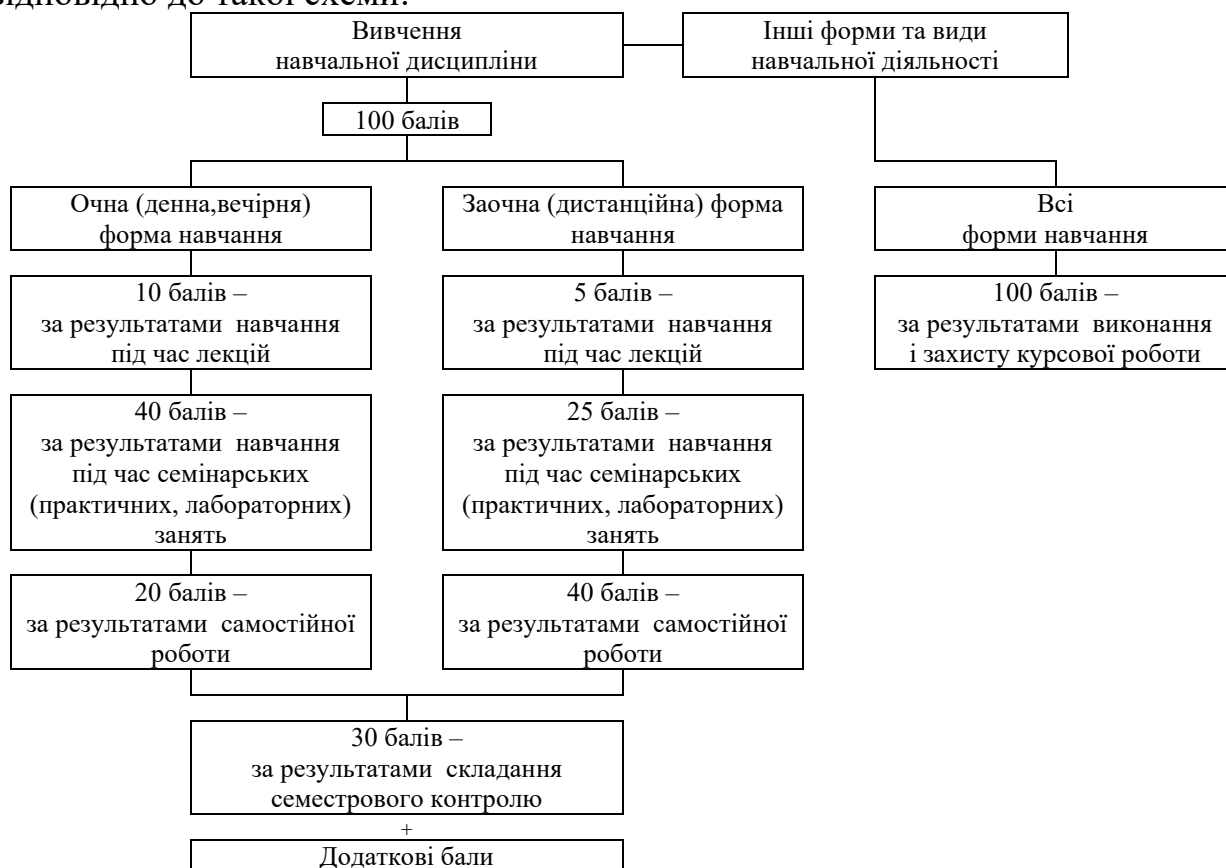 відповідно до такої схеми:
Вивчення
навчальної дисципліни
Інші форми та види
навчальної діяльності
100 балів
Очна (денна,вечірня)
форма навчання
Заочна (дистанційна) форма
навчання
Всі
форми навчання
10 балів –
за результатами навчання
під час лекцій
5 балів –
за результатами навчання
під час лекцій
100 балів –
за результатами виконання
і захисту курсової роботи
40 балів –
за результатами навчання
під час семінарських
(практичних, лабораторних)
занять
25 балів –
за результатами навчання
під час семінарських
(практичних, лабораторних)
занять
20 балів –
за результатами самостійної
роботи
40 балів –
за результатами самостійної
роботи
30 балів –
за результатами складання
семестрового контролю
+
Додаткові бали